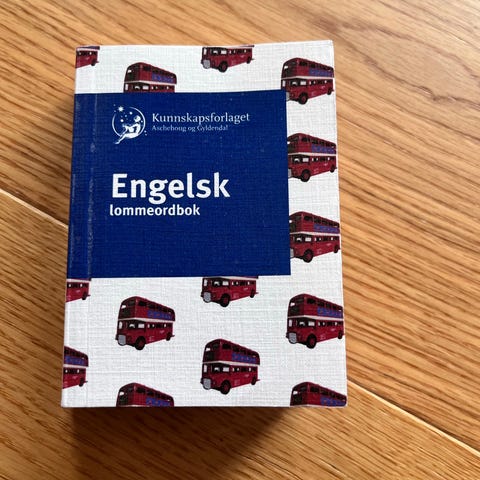 Kunnskapsforlaget
Aschehoug og Gyldendal
Engelsk
lommeordbok